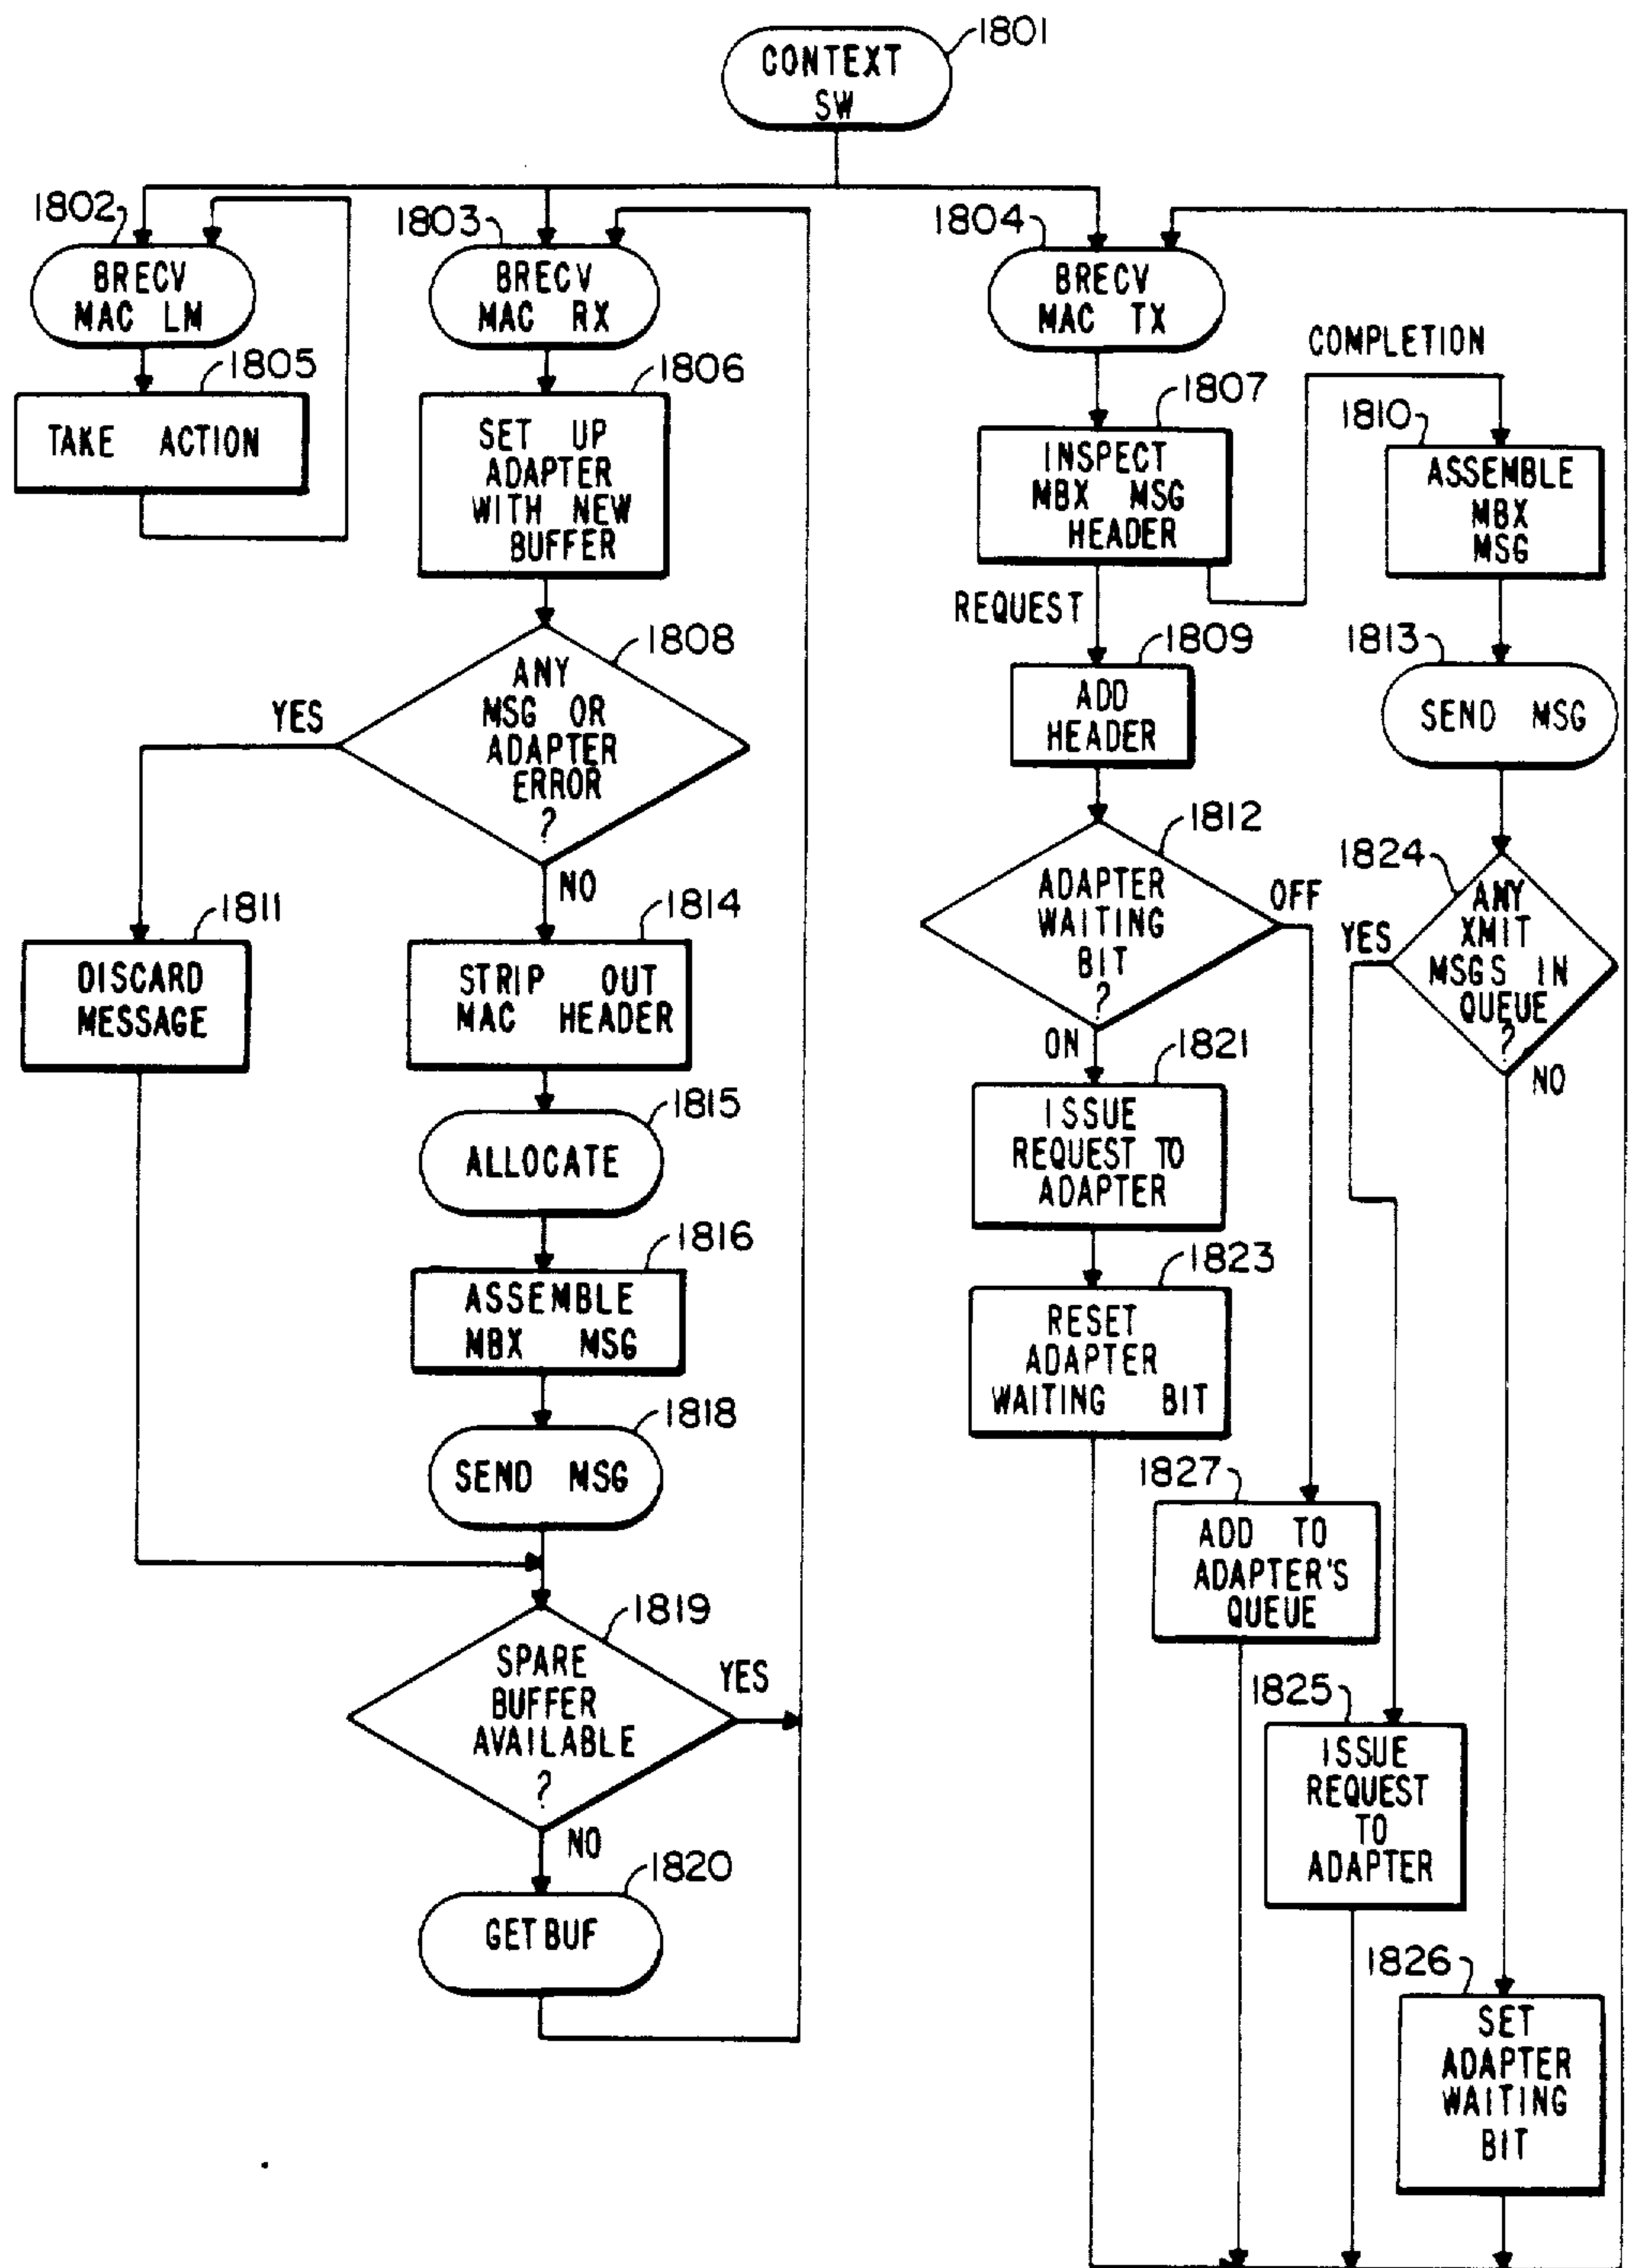 1801
CONTEXT
SW
1802
BRECV
MAC LM
1805
TAKE ACTION
1803
BRECV
MAC RX
1806
SET UP
ADAPTER
WITH NEW
BUFFER
1808
ANY
MSG OR
ADAPTER
ERROR
?
YES
NO
1811
DISCARD
MESSAGE
1814
STRIP OUT
MAC HEADER
1815
ALLOCATE
1816
ASSEMBLE
MBX MSG
1818
SEND MSG
1819
SPARE
BUFFER
AVAILABLE
?
YES
NO
1820
GETBUF
1804
BRECV
MAC TX
1807
INSPECT
MBX MSG
HEADER
REQUEST
COMPLETION
1809
ADD
HEADER
1812
ADAPTER
WAITING
BIT
?
OFF
ON
1821
ISSUE
REQUEST TO
ADAPTER
1823
RESET
ADAPTER
WAITING BIT
1827
ADD TO
ADAPTER'S
QUEUE
1810
ASSEMBLE
MBX
MSG
1813
SEND MSG
1824
ANY
XMIT
MSGS IN
QUEUE
?
YES
NO
1825
ISSUE
REQUEST
TO
ADAPTER
1826
SET
ADAPTER
WAITING
BIT